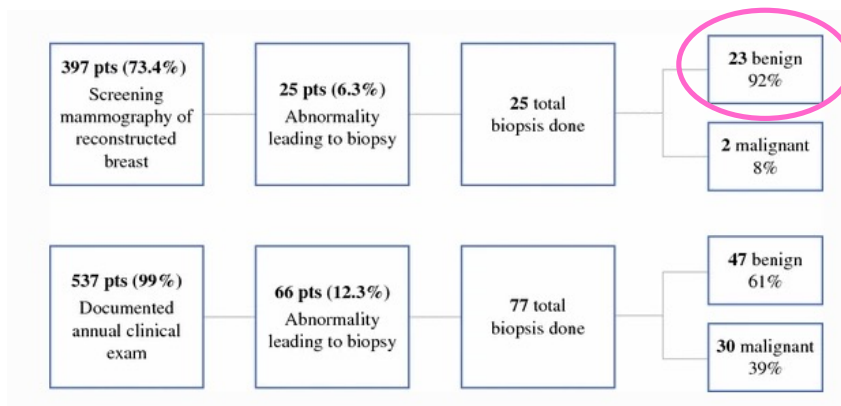 397 pts (73.4%)
Screening
mammography of
reconstructed
breast
25 pts (6.3%)
Abnormality
leading to biopsy
25 total
biopsis done
23 benign
92%
2 malignant
8%
537 pts (99%)
Documented
annual clinical
exam
66 pts (12.3%)
Abnormality
leading to biopsy
77 total
biopsis done
47 benign
61%
30 malignant
39%